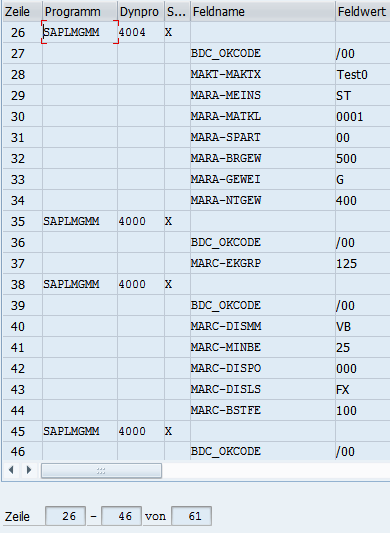 Zeile Programm Dynpro S... Feldname Feldwert
26 SAPLMGMM 4004 X
27 BDC_OKCODE /00
28 MAKT-MAKTX Test0
29 MARA-MEINS ST
30 MARA-MATKL 0001
31 MARA-SPART 00
32 MARA-BRGEW 500
33 MARA-GEWEI G
34 MARA-NTGEW 400
35 SAPLMGMM 4000 X
36 BDC_OKCODE /00
37 MARC-EKGRP 125
38 SAPLMGMM 4000 X
39 BDC_OKCODE /00
40 MARC-DISMM VB
41 MARC-MINBE 25
42 MARC-DISPO 000
43 MARC-DISLS FX
44 MARC-BSTFE 100
45 SAPLMGMM 4000 X
46 BDC_OKCODE /00
Zeile 26 - 46 von 61